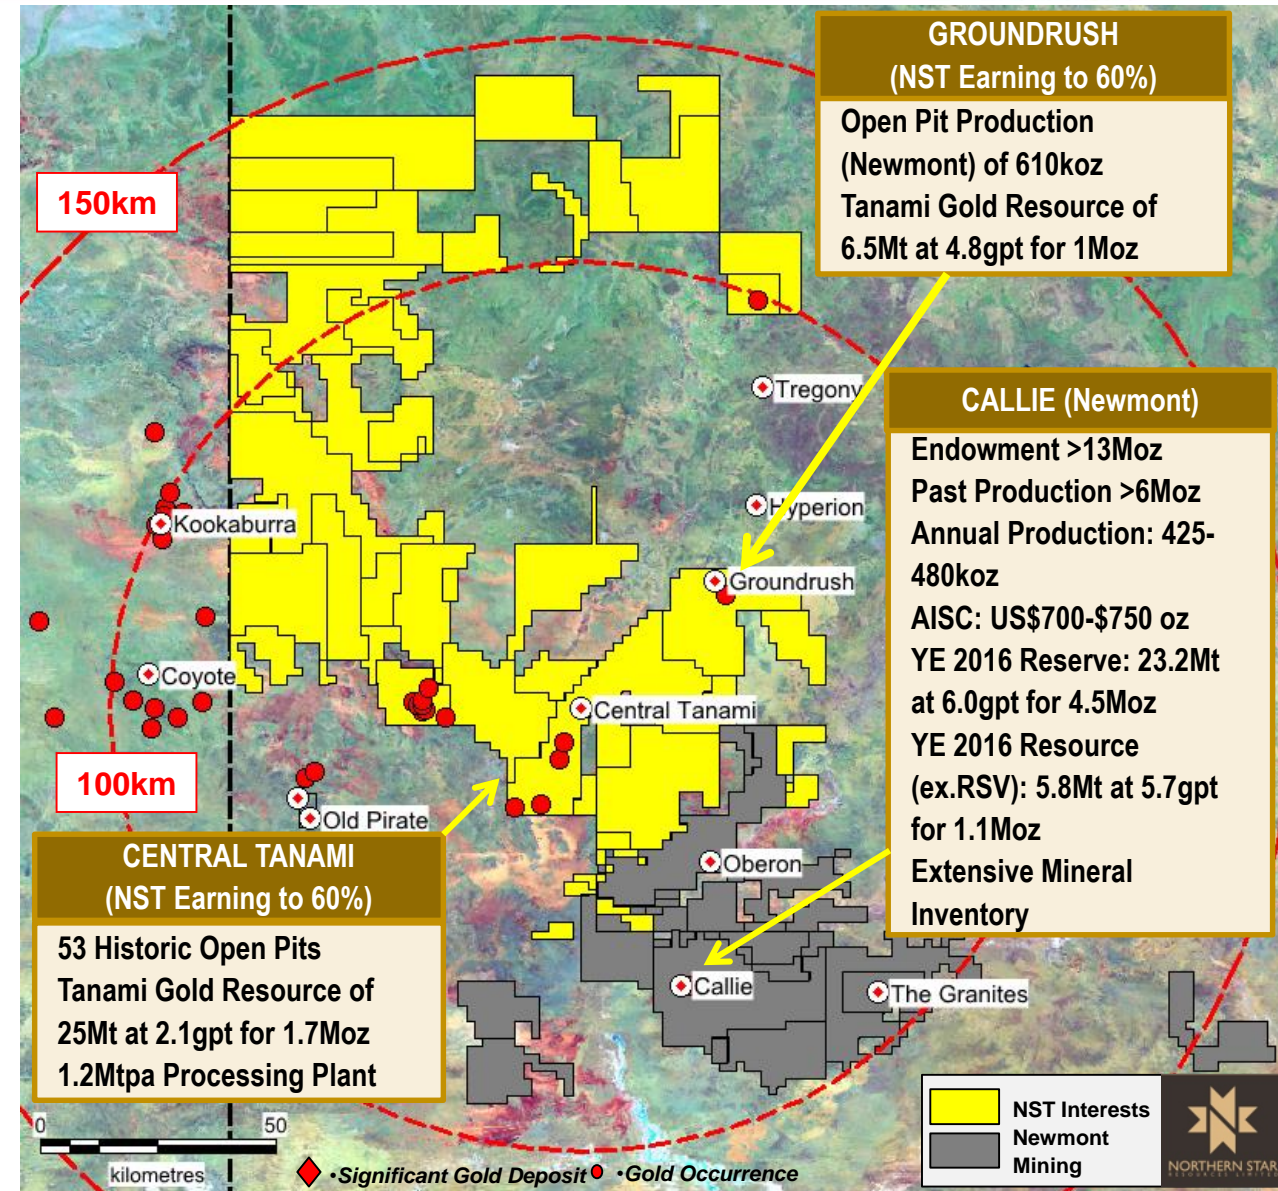 GROUNDRUSH
(NST Earning to 60%)
Open Pit Production
(Newmont) of 610koz
Tanami Gold Resource of
6.5Mt at 4.8gpt for 1Moz
150km
Tregony
CALLIE (Newmont)
Endowment >13Moz
Past Production >6Moz
Annual Production: 425-
480koz
AISC: US$700-$750 oz
YE 2016 Reserve: 23.2Mt
at 6.0gpt for 4.5Moz
YE 2016 Resource
(ex.RSV): 5.8Mt at 5.7gpt
for 1.1Moz
Extensive Mineral
Inventory
Hyperion
Kookaburra
Groundrush
Coyote
Central Tanami
100km
Old Pirate
Oberon
CENTRAL TANAMI
(NST Earning to 60%)
53 Historic Open Pits
Tanami Gold Resource of
25Mt at 2.1gpt for 1.7Moz
1.2Mtpa Processing Plant
Callie
The Granites
0 50
kilometres
•Significant Gold Deposit
•Gold Occurrence
NST Interests
Newmont
Mining
NORTHERN STAR
RESOURCES LIMITED